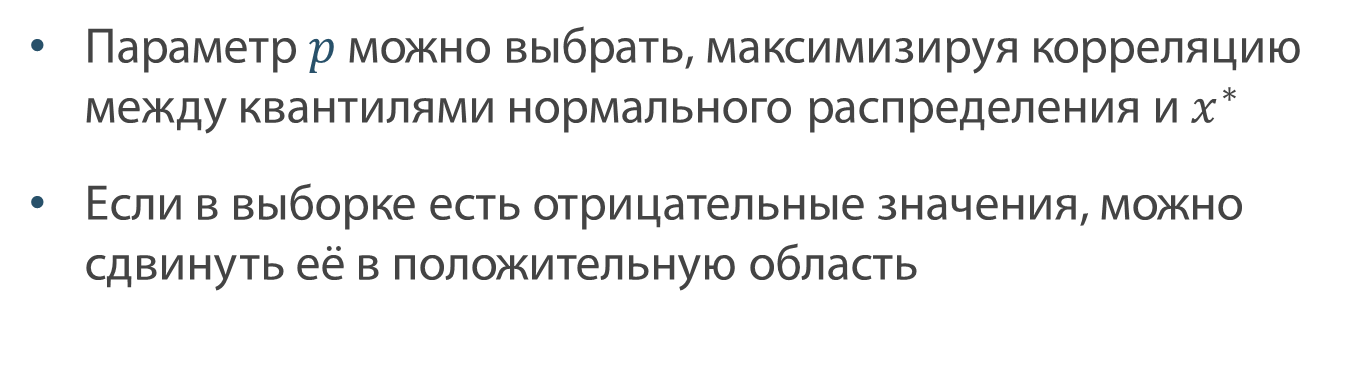 • Параметр p можно выбрать, максимизируя корреляцию
между квантилями нормального распределения и x*
• Если в выборке есть отрицательные значения, можно
сдвинуть её в положительную область